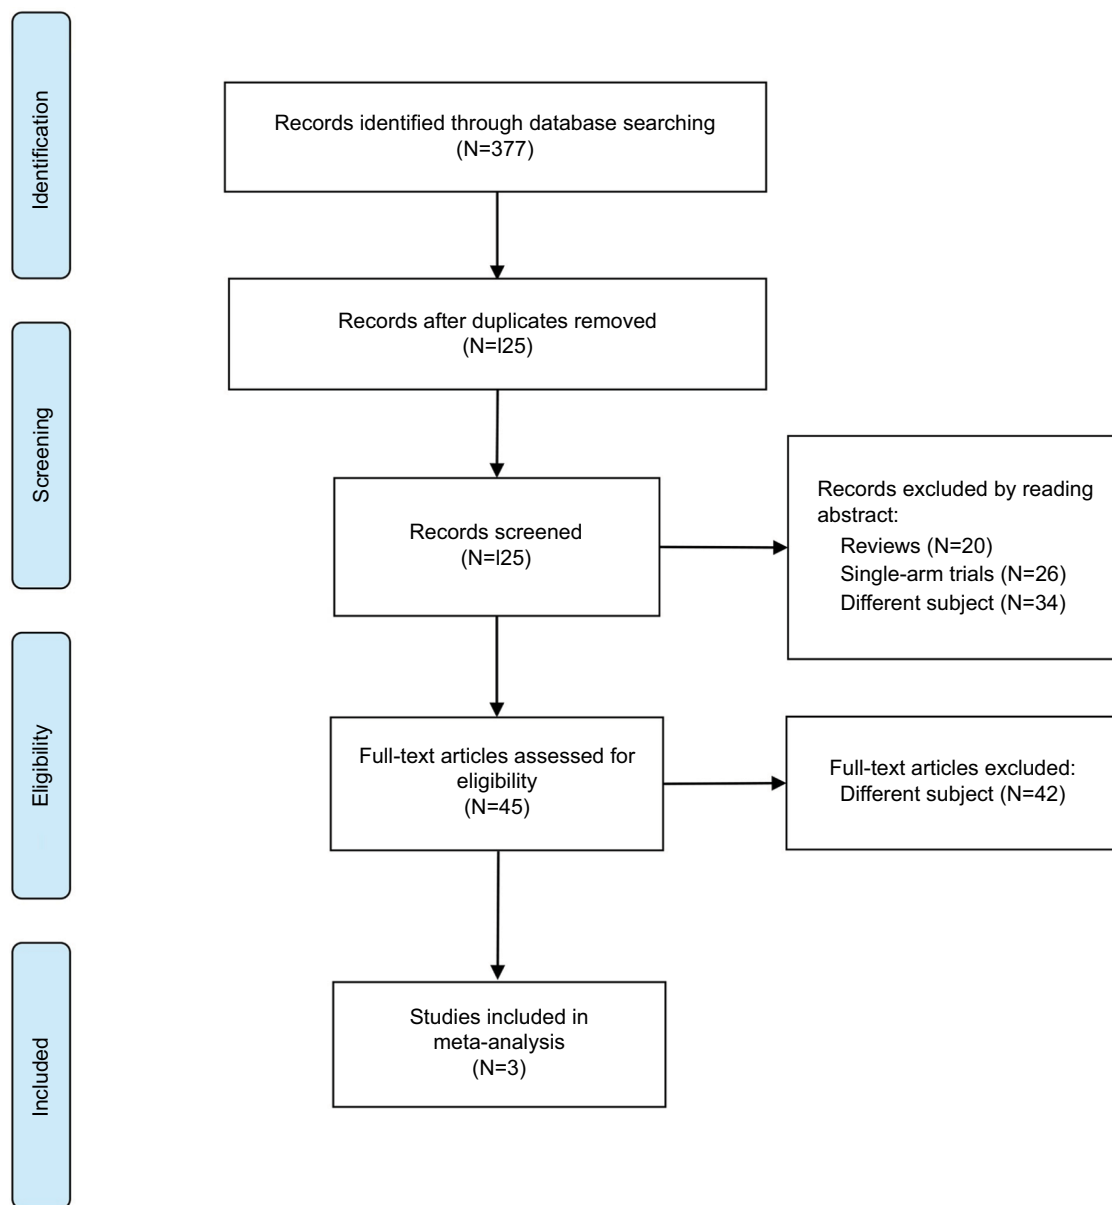 Identification
Records identified through database searching
(N=377)
Records after duplicates removed
(N=l25)
Screening
Records screened
(N=l25)
Records excluded by reading
abstract:
Reviews (N=20)
Single-arm trials (N=26)
Different subject (N=34)
Eligibility
Full-text articles assessed for
eligibility
(N=45)
Full-text articles excluded:
Different subject (N=42)
Included
Studies included in
meta-analysis
(N=3)